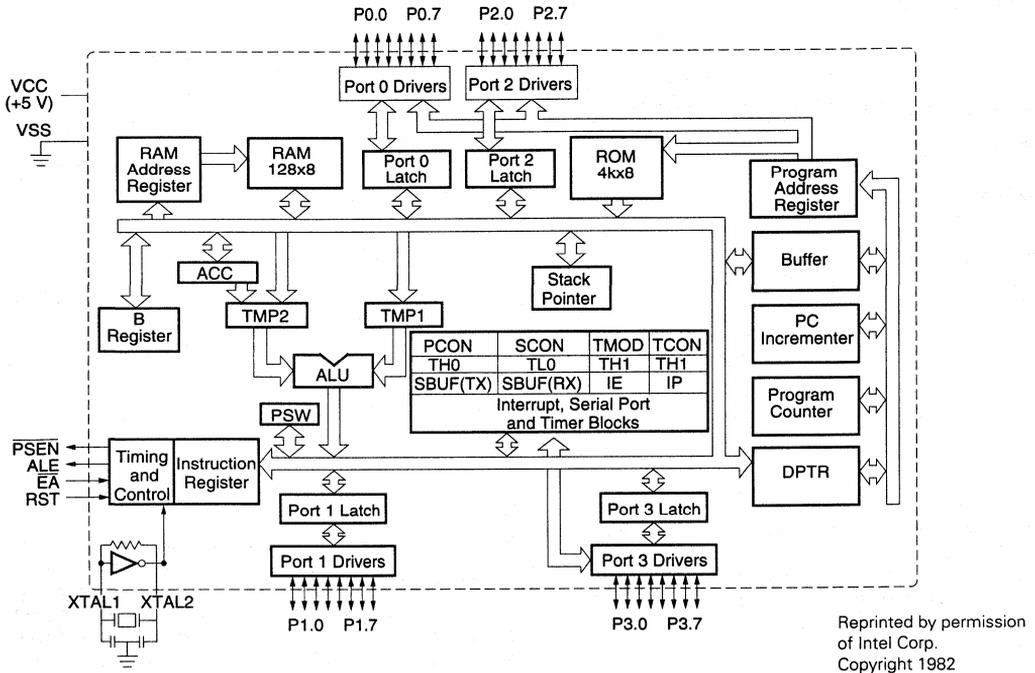 P0.0 P0.7 P2.0 P2.7
Port 0 Drivers
Port 2 Drivers
VCC
(+5 V)
VSS
RAM
Address
Register
RAM
128x8
Port 0
Latch
Port 2
Latch
ROM
4kx8
Program
Address
Register
ACC
Stack
Pointer
Buffer
B
Register
TMP2
TMP1
PC
Incrementer
PCON SCON TMOD TCON
TH0 TL0 TH1 TH1
SBUF(TX) SBUF(RX) IE IP
Interrupt, Serial Port
and Timer Blocks
ALU
PSW
Program
Counter
PSEN
ALE
EA
RST
Timing
and
Control
Instruction
Register
DPTR
Port 1 Latch
Port 3 Latch
Port 1 Drivers
Port 3 Drivers
XTAL1 XTAL2
P1.0 P1.7
P3.0 P3.7
Reprinted by permission
of Intel Corp.
Copyright 1982